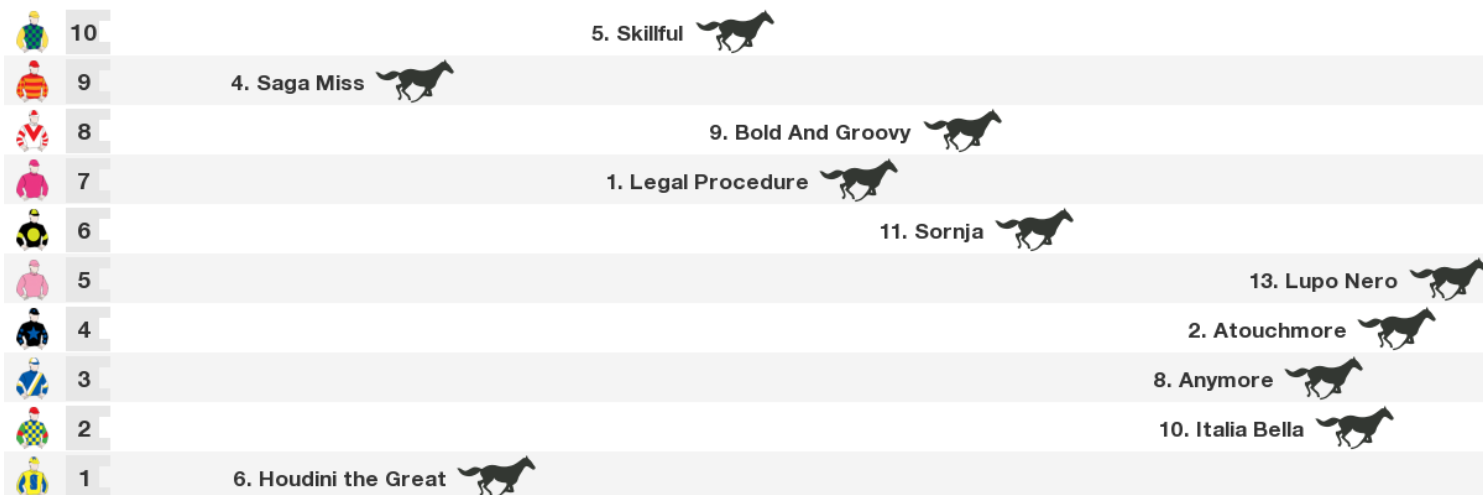 10 5. Skillful
9 4. Saga Miss
8 9. Bold And Groovy
7 1. Legal Procedure
6 11. Sornja
5 13. Lupo Nero
4 2. Atouchmore
3 8. Anymore
2 10. Italia Bella
1 6. Houdini the Great